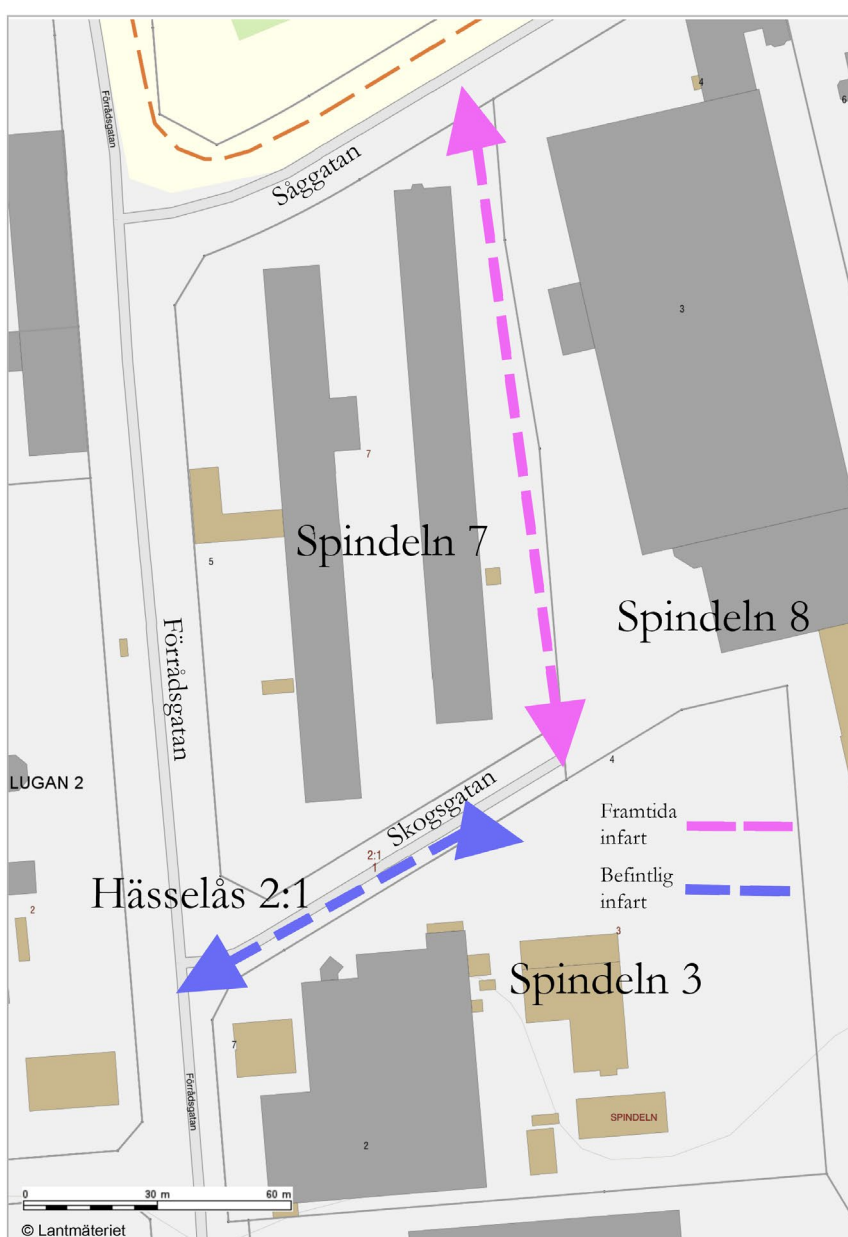 Förrådsgatan
4
6
Såggatan
3
7
Spindeln 7
5
Spindeln 8
Förrådsgatan
4
LUGAN 2
Skogsgatan
Framtida
infart
2:1
1
Befintlig
infart
Hässelås 2:1
2
3
Spindeln 3
7
Förrådsgatan
SPINDELN
2
0 30 m 60 m
© Lantmäteriet